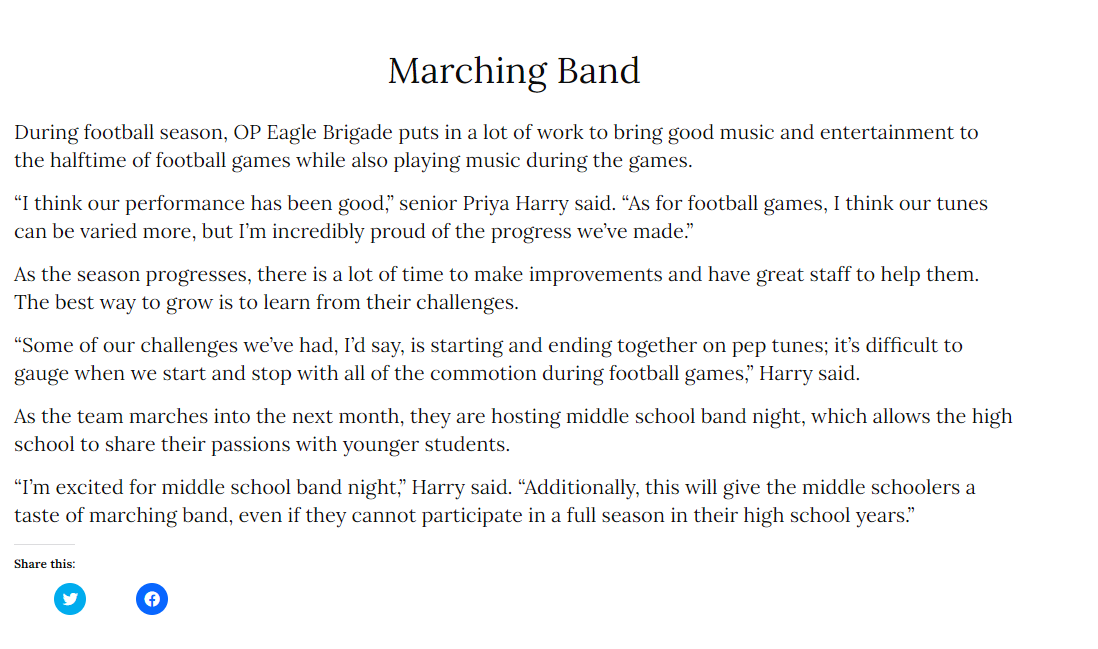 Marching Band
During football season, OP Eagle Brigade puts in a lot of work to bring good music and entertainment to
the halftime of football games while also playing music during the games.
“I think our performance has been good,” senior Priya Harry said. “As for football games, I think our tunes
can be varied more, but I’m incredibly proud of the progress we’ve made.”
As the season progresses, there is a lot of time to make improvements and have great staff to help them.
The best way to grow is to learn from their challenges.
“Some of our challenges we’ve had, I’d say, is starting and ending together on pep tunes; it’s difficult to
gauge when we start and stop with all of the commotion during football games,” Harry said.
As the team marches into the next month, they are hosting middle school band night, which allows the high
school to share their passions with younger students.
“I’m excited for middle school band night,” Harry said. “Additionally, this will give the middle schoolers a
taste of marching band, even if they cannot participate in a full season in their high school years.”
Share this: